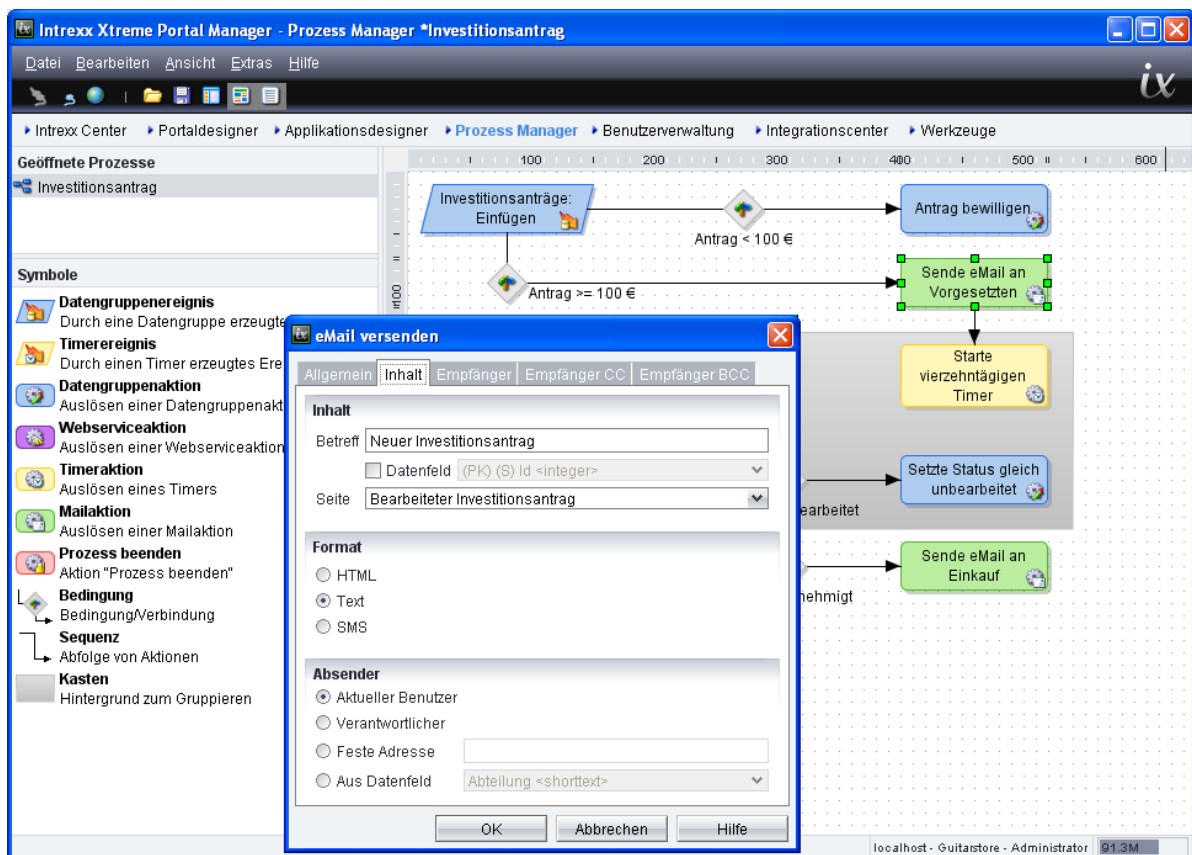 Intrexx Xtreme Portal Manager - Prozess Manager *Investitionsantrag
Datei Bearbeiten Ansicht Extras Hilfe
ix
Intrexx Center Portaldesigner Applikationsdesigner Prozess Manager Benutzerverwaltung Integrationscenter Werkzeuge
Geöffnete Prozesse
Investitionsantrag
100 200 300 400 500 600
100
Investitionsanträge:
Einfügen
Antrag < 100 €
Antrag bewilligen
Antrag >= 100 €
Sende eMail an
Vorgesetzten
Starte
vierzehntägigen
Timer
Setzte Status gleich
unbearbeitet
earbeitet
Sende eMail an
Einkauf
nehmigt
Symbole
Datengruppenereignis
Durch eine Datengruppe erzeugte
Timerereignis
Durch einen Timer erzeugtes Ere
Datengruppenaktion
Auslösen einer Datengruppenakt
Webserviceaktion
Auslösen einer Webserviceaktion
Timeraktion
Auslösen eines Timers
Mailaktion
Auslösen einer Mailaktion
Prozess beenden
Aktion "Prozess beenden"
Bedingung
Bedingung/Verbindung
Sequenz
Abfolge von Aktionen
Kasten
Hintergrund zum Gruppieren
eMail versenden
Allgemein Inhalt Empfänger Empfänger CC Empfänger BCC
Inhalt
Betreff Neuer Investitionsantrag
Datenfeld (PK) (S) Id <integer>
Seite Bearbeiteter Investitionsantrag
Format
HTML
Text
SMS
Absender
Aktueller Benutzer
Verantwortlicher
Feste Adresse
Aus Datenfeld Abteilung <shorttext>
OK Abbrechen Hilfe
localhost - Guitarstore - Administrator 91.3M